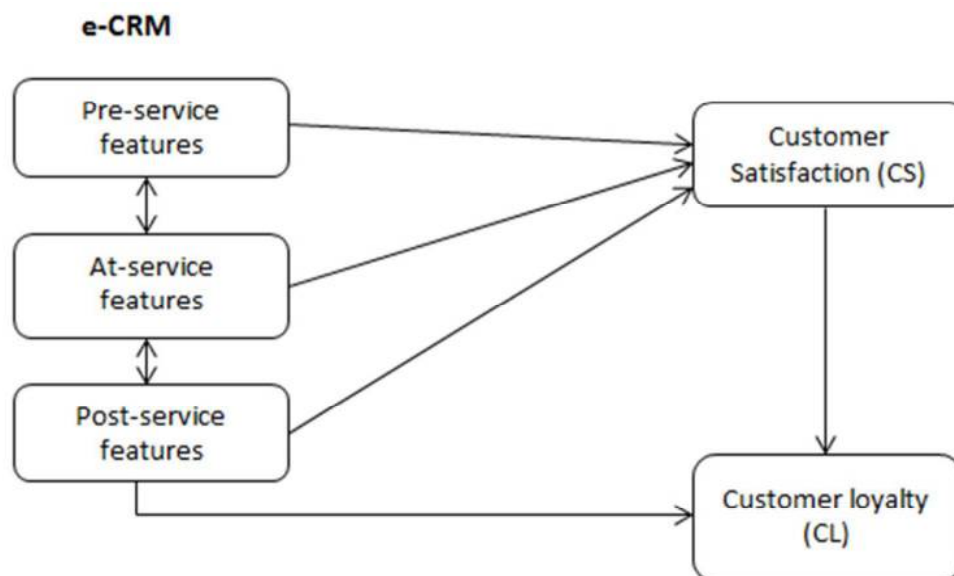 e-CRM
Pre-service
features
At-service
features
Post-service
features
Customer
Satisfaction (CS)
Customer loyalty
(CL)